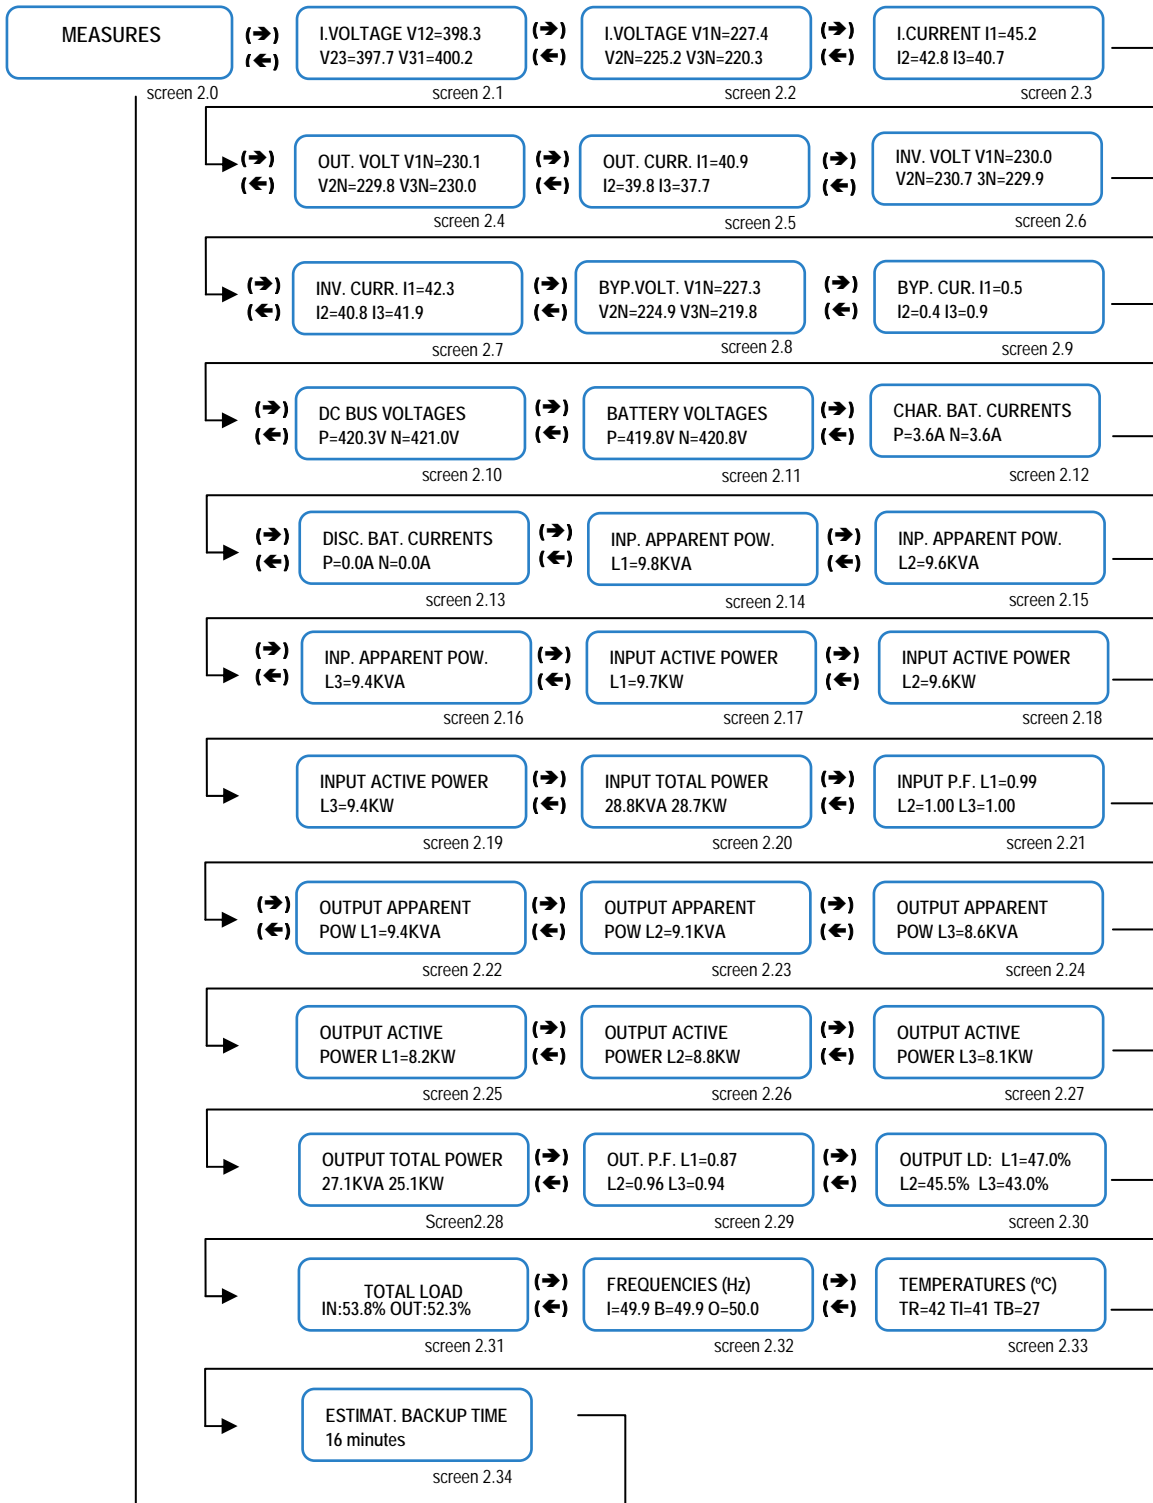 MEASURES
(➔)
(←)
I.VOLTAGE V12=398.3
V23=397.7 V31=400.2
(➔)
(←)
I.VOLTAGE V1N=227.4
V2N=225.2 V3N=220.3
(➔)
(←)
I.CURRENT I1=45.2
I2=42.8 I3=40.7
screen 2.0
screen 2.1
screen 2.2
screen 2.3
(➔)
(←)
OUT. VOLT V1N=230.1
V2N=229.8 V3N=230.0
(➔)
(←)
OUT. CURR. I1=40.9
I2=39.8 I3=37.7
(➔)
(←)
INV. VOLT V1N=230.0
V2N=230.7 3N=229.9
screen 2.4
screen 2.5
screen 2.6
(➔)
(←)
INV. CURR. I1=42.3
I2=40.8 I3=41.9
(➔)
(←)
BYP.VOLT. V1N=227.3
V2N=224.9 V3N=219.8
(➔)
(←)
BYP. CUR. I1=0.5
I2=0.4 I3=0.9
screen 2.7
screen 2.8
screen 2.9
(➔)
(←)
DC BUS VOLTAGES
P=420.3V N=421.0V
(➔)
(←)
BATTERY VOLTAGES
P=419.8V N=420.8V
(➔)
(←)
CHAR. BAT. CURRENTS
P=3.6A N=3.6A
screen 2.10
screen 2.11
screen 2.12
(➔)
(←)
DISC. BAT. CURRENTS
P=0.0A N=0.0A
(➔)
(←)
INP. APPARENT POW.
L1=9.8KVA
(➔)
(←)
INP. APPARENT POW.
L2=9.6KVA
screen 2.13
screen 2.14
screen 2.15
(➔)
(←)
INP. APPARENT POW.
L3=9.4KVA
(➔)
(←)
INPUT ACTIVE POWER
L1=9.7KW
(➔)
(←)
INPUT ACTIVE POWER
L2=9.6KW
screen 2.16
screen 2.17
screen 2.18
INPUT ACTIVE POWER
L3=9.4KW
(➔)
(←)
INPUT TOTAL POWER
28.8KVA 28.7KW
(➔)
(←)
INPUT P.F. L1=0.99
L2=1.00 L3=1.00
screen 2.19
screen 2.20
screen 2.21
(➔)
(←)
OUTPUT APPARENT
POW L1=9.4KVA
(➔)
(←)
OUTPUT APPARENT
POW L2=9.1KVA
(➔)
(←)
OUTPUT APPARENT
POW L3=8.6KVA
screen 2.22
screen 2.23
screen 2.24
OUTPUT ACTIVE
POWER L1=8.2KW
(➔)
(←)
OUTPUT ACTIVE
POWER L2=8.8KW
(➔)
(←)
OUTPUT ACTIVE
POWER L3=8.1KW
screen 2.25
screen 2.26
screen 2.27
OUTPUT TOTAL POWER
27.1KVA 25.1KW
(➔)
(←)
OUT. P.F. L1=0.87
L2=0.96 L3=0.94
(➔)
(←)
OUTPUT LD: L1=47.0%
L2=45.5% L3=43.0%
Screen2.28
screen 2.29
screen 2.30
TOTAL LOAD
IN:53.8% OUT:52.3%
(➔)
(←)
FREQUENCIES (Hz)
I=49.9 B=49.9 O=50.0
(➔)
(←)
TEMPERATURES (ºC)
TR=42 TI=41 TB=27
screen 2.31
screen 2.32
screen 2.33
ESTIMAT. BACKUP TIME
16 minutes
screen 2.34